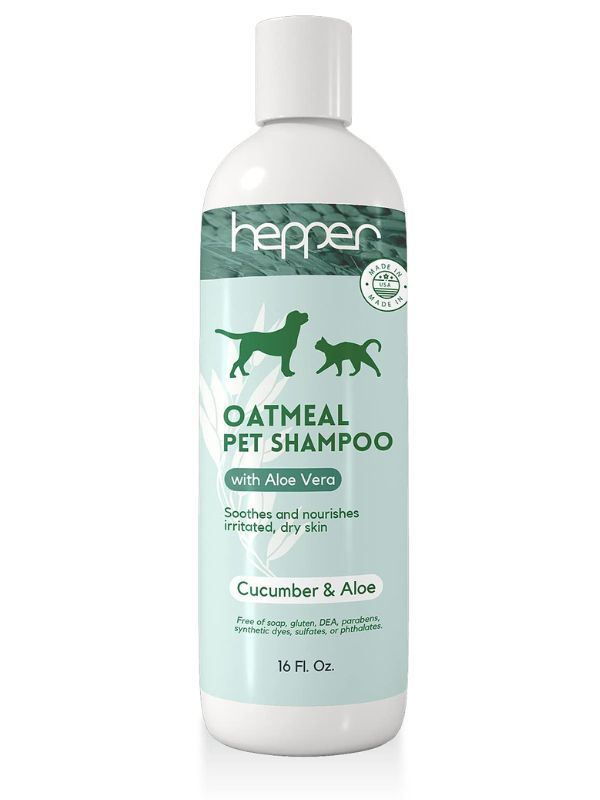 hepper
MADE IN
USA
MADE IN
OATMEAL
PET SHAMPOO
with Aloe Vera
Soothes and nourishes
irritated, dry skin
Cucumber & Aloe
Free of soap, gluten, DEA, parabens,
synthetic dyes, sulfates, or phthalates.
16 Fl. Oz.